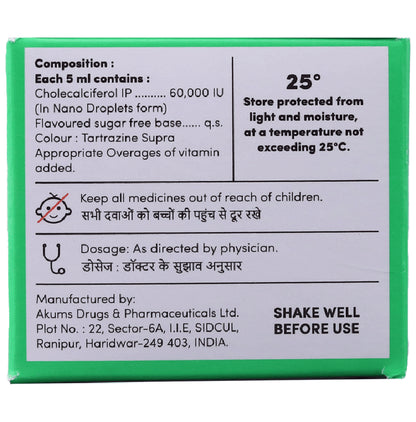 Composition :
Each 5 ml contains :
Cholecalciferol IP .......... 60,000 IU
(In Nano Droplets form)
Flavoured sugar free base...... q.s.
Colour : Tartrazine Supra
Appropriate Overages of vitamin
added.
25°
Store protected from
light and moisture,
at a temperature not
exceeding 25°C.
Keep all medicines out of reach of children.
सभी दवाओं को बच्चों की पहुंच से दूर रखे
Dosage: As directed by physician.
डोसेज : डॉक्टर के सुझाव अनुसार
Manufactured by:
Akums Drugs & Pharmaceuticals Ltd.
Plot No. : 22, Sector-6A, I.I.E, SIDCUL,
Ranipur, Haridwar-249 403, INDIA.
SHAKE WELL
BEFORE USE